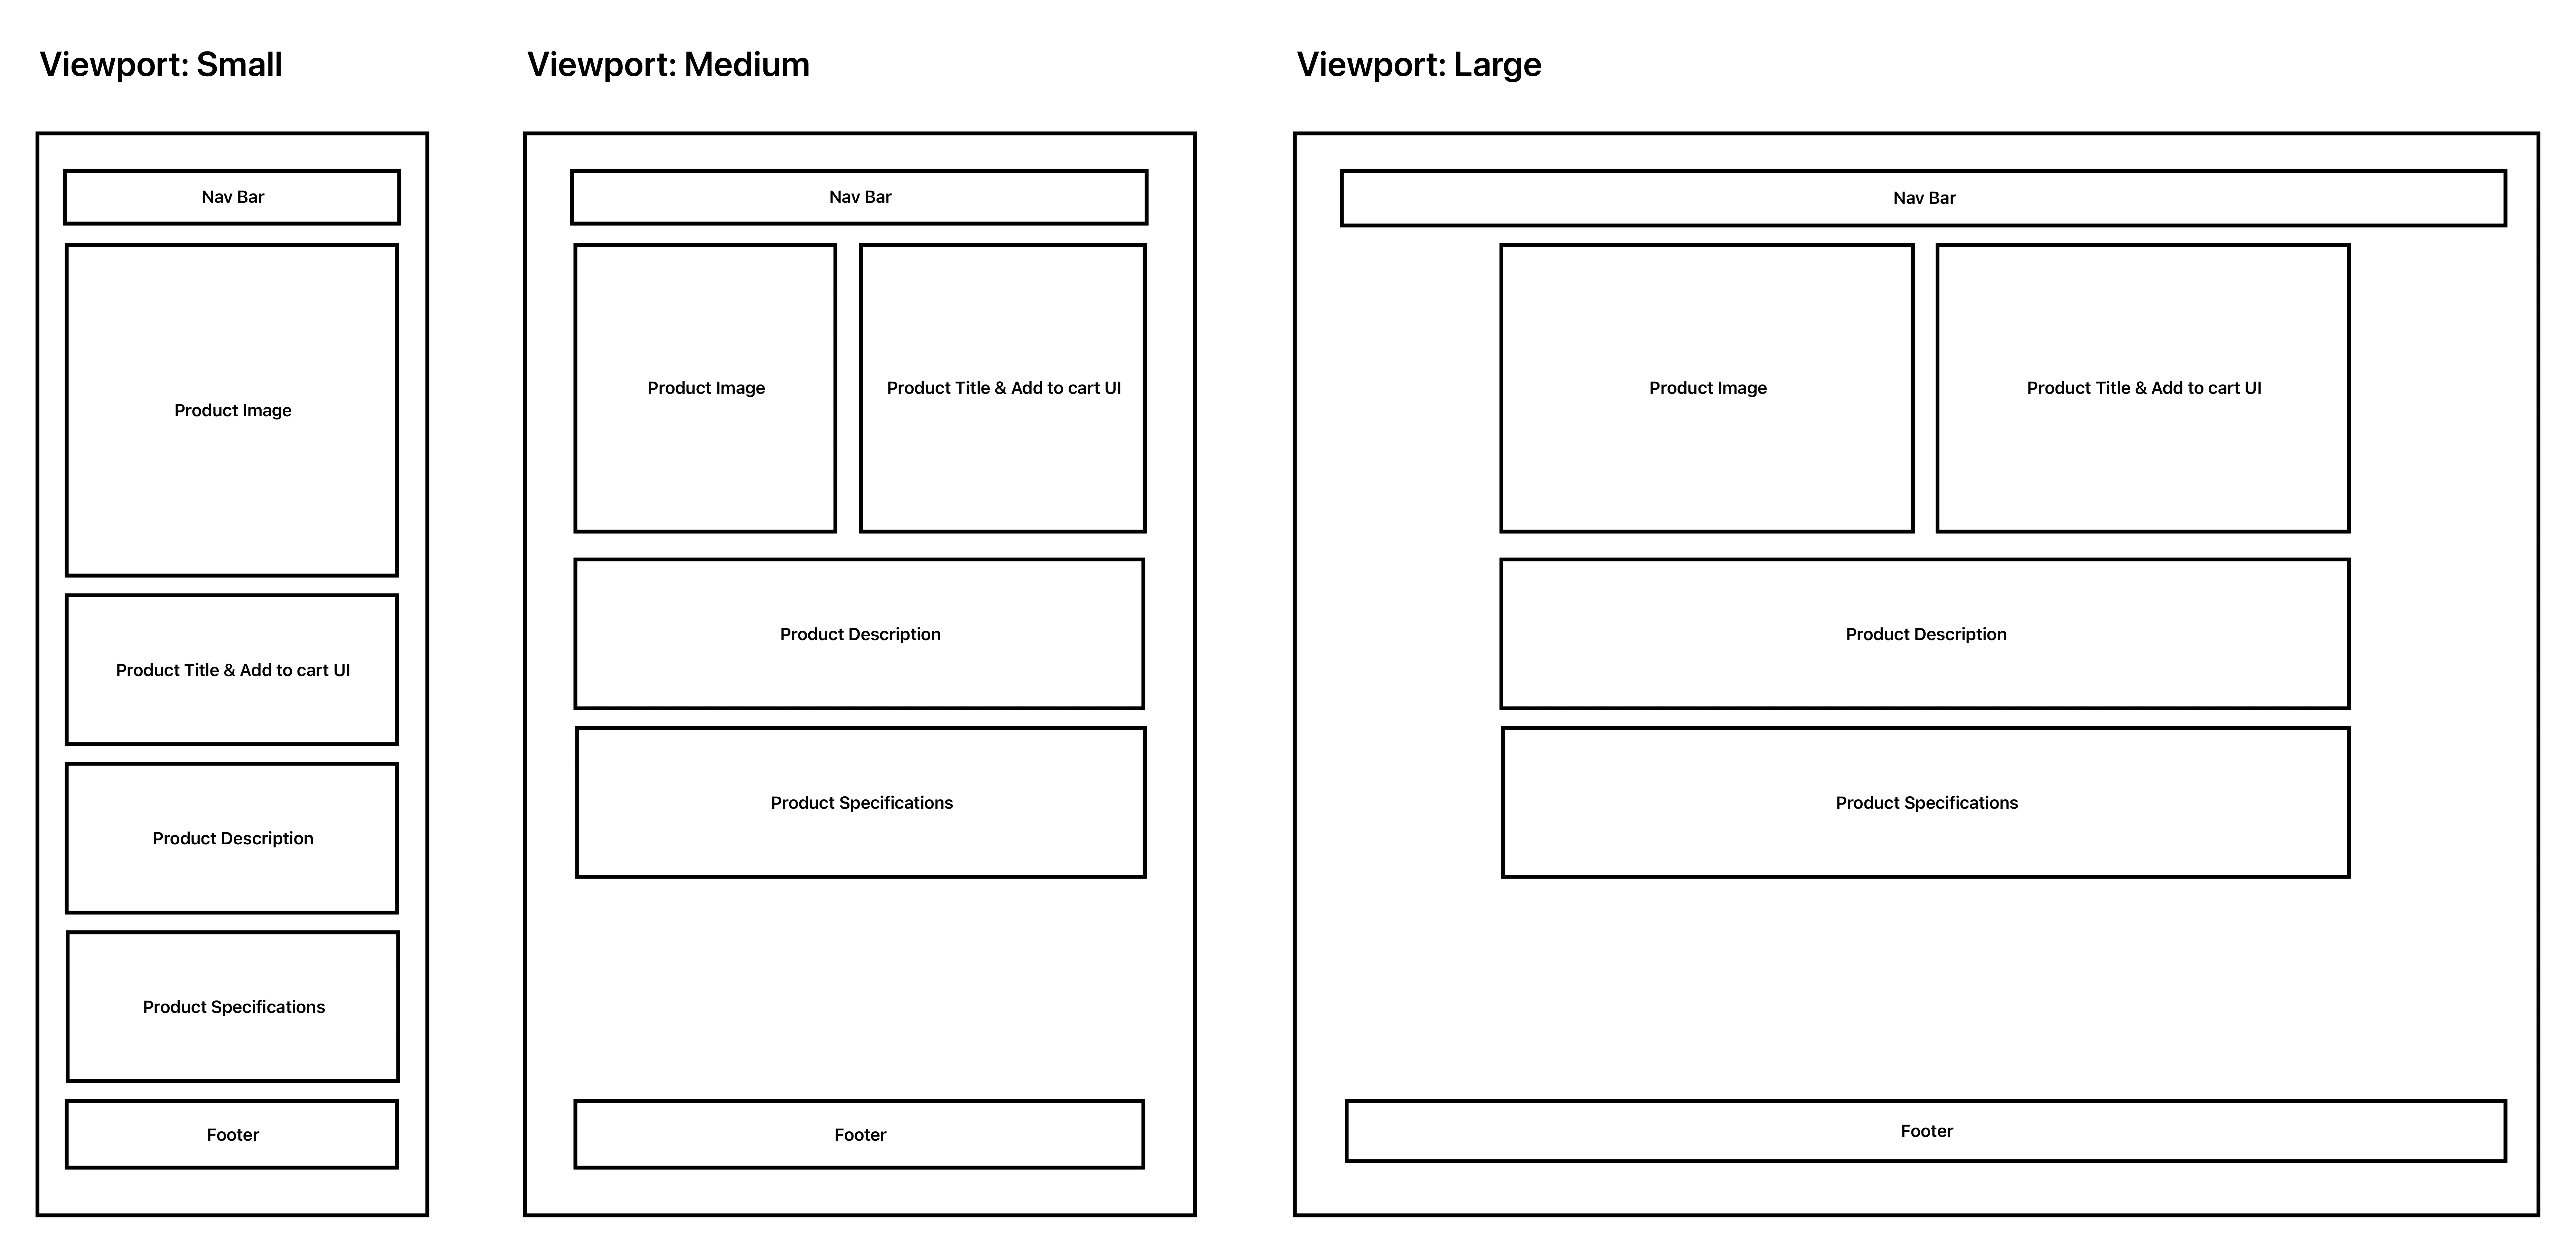 Viewport: Small
Nav Bar
Product Image
Product Title & Add to cart UI
Product Description
Product Specifications
Footer
Viewport: Medium
Nav Bar
Product Image
Product Title & Add to cart UI
Product Description
Product Specifications
Footer
Viewport: Large
Nav Bar
Product Image
Product Title & Add to cart UI
Product Description
Product Specifications
Footer